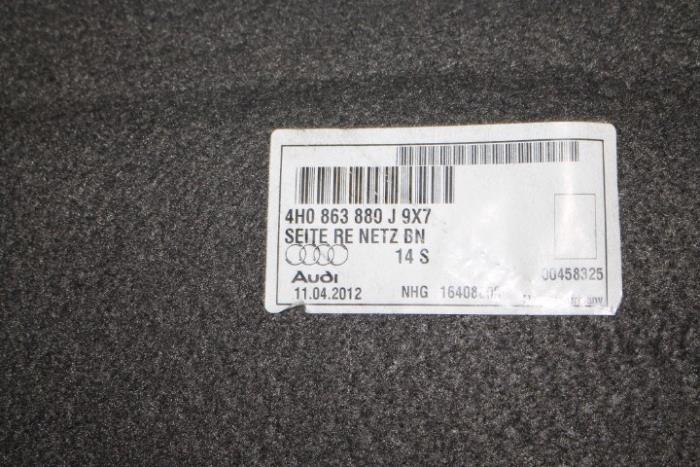 4H0 863 880 J 9X7
SEITE RE NETZ BN
14 S
Audi
00458325
11.04.2012 NHG